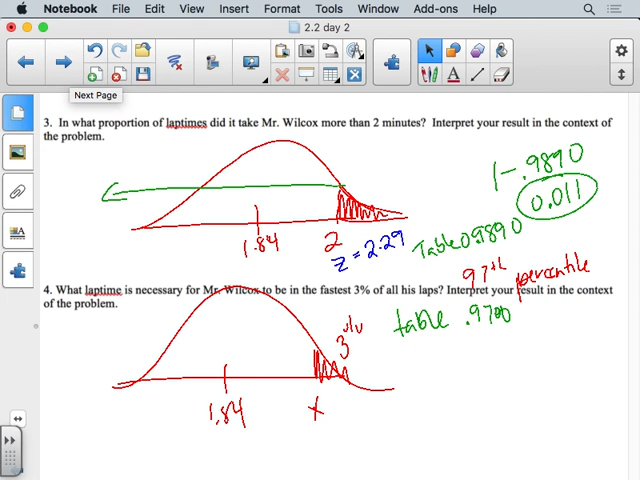 Notebook Edit View Insert Format Tools Window Add-ons Help
2.2 day 2
Next Page
3. In what proportion of laptimes did it take Mr. Wilcox more than 2 minutes? Interpret your result in the context of
the problem.
1-.9890
0.011
1.84
2
z = 2.29
Table 0.9890
97th percentile
4. What laptime is necessary for Mr. Wilcox to be in the fastest 3% of all his laps? Interpret your result in the context
of the problem.
table .9700
3%
1.84
x